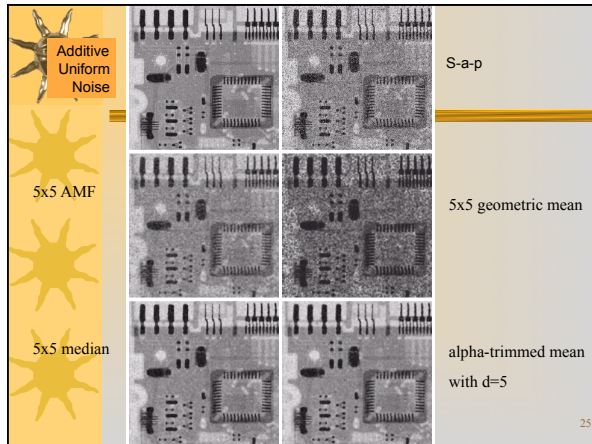 Additive
Uniform
Noise
S-a-p
5x5 AMF
5x5 geometric mean
5x5 median
alpha-trimmed mean
with d=5
25